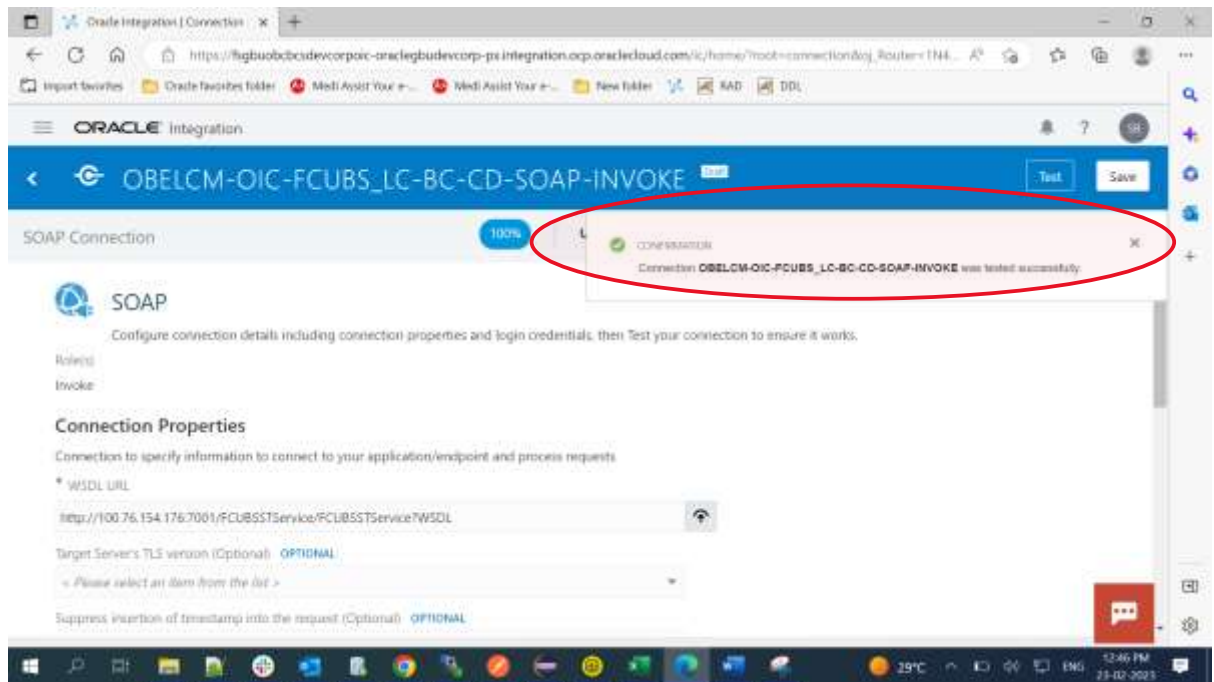 Oracle Integration | Connection
https://fsgbuobcbcsdevcorpoic-oraclegbudevcorp-px.integration.ocp.oraclecloud.com/ic/home/?root=connection&oj_Router=1N4...
Import favorites Oracle favorites folder Medi Assist Your e-... Medi Assist Your e-... New folder RAD DDL
ORACLE Integration
? SB
OBELCM-OIC-FCUBS_LC-BC-CD-SOAP-INVOKE Draft Test Save
SOAP Connection 100%
CONFIRMATION
Connection OBELCM-OIC-FCUBS_LC-BC-CD-SOAP-INVOKE was tested successfully.
SOAP
Configure connection details including connection properties and login credentials, then Test your connection to ensure it works.
Role(s)
Invoke
Connection Properties
Connection to specify information to connect to your application/endpoint and process requests
* WSDL URL
http://100.76.154.176:7001/FCUBSSTService/FCUBSSTService?WSDL
Target Server's TLS version (Optional) OPTIONAL
< Please select an item from the list >
Suppress insertion of timestamp into the request (Optional) OPTIONAL
29°C ENG 12:46 PM
23-02-2023